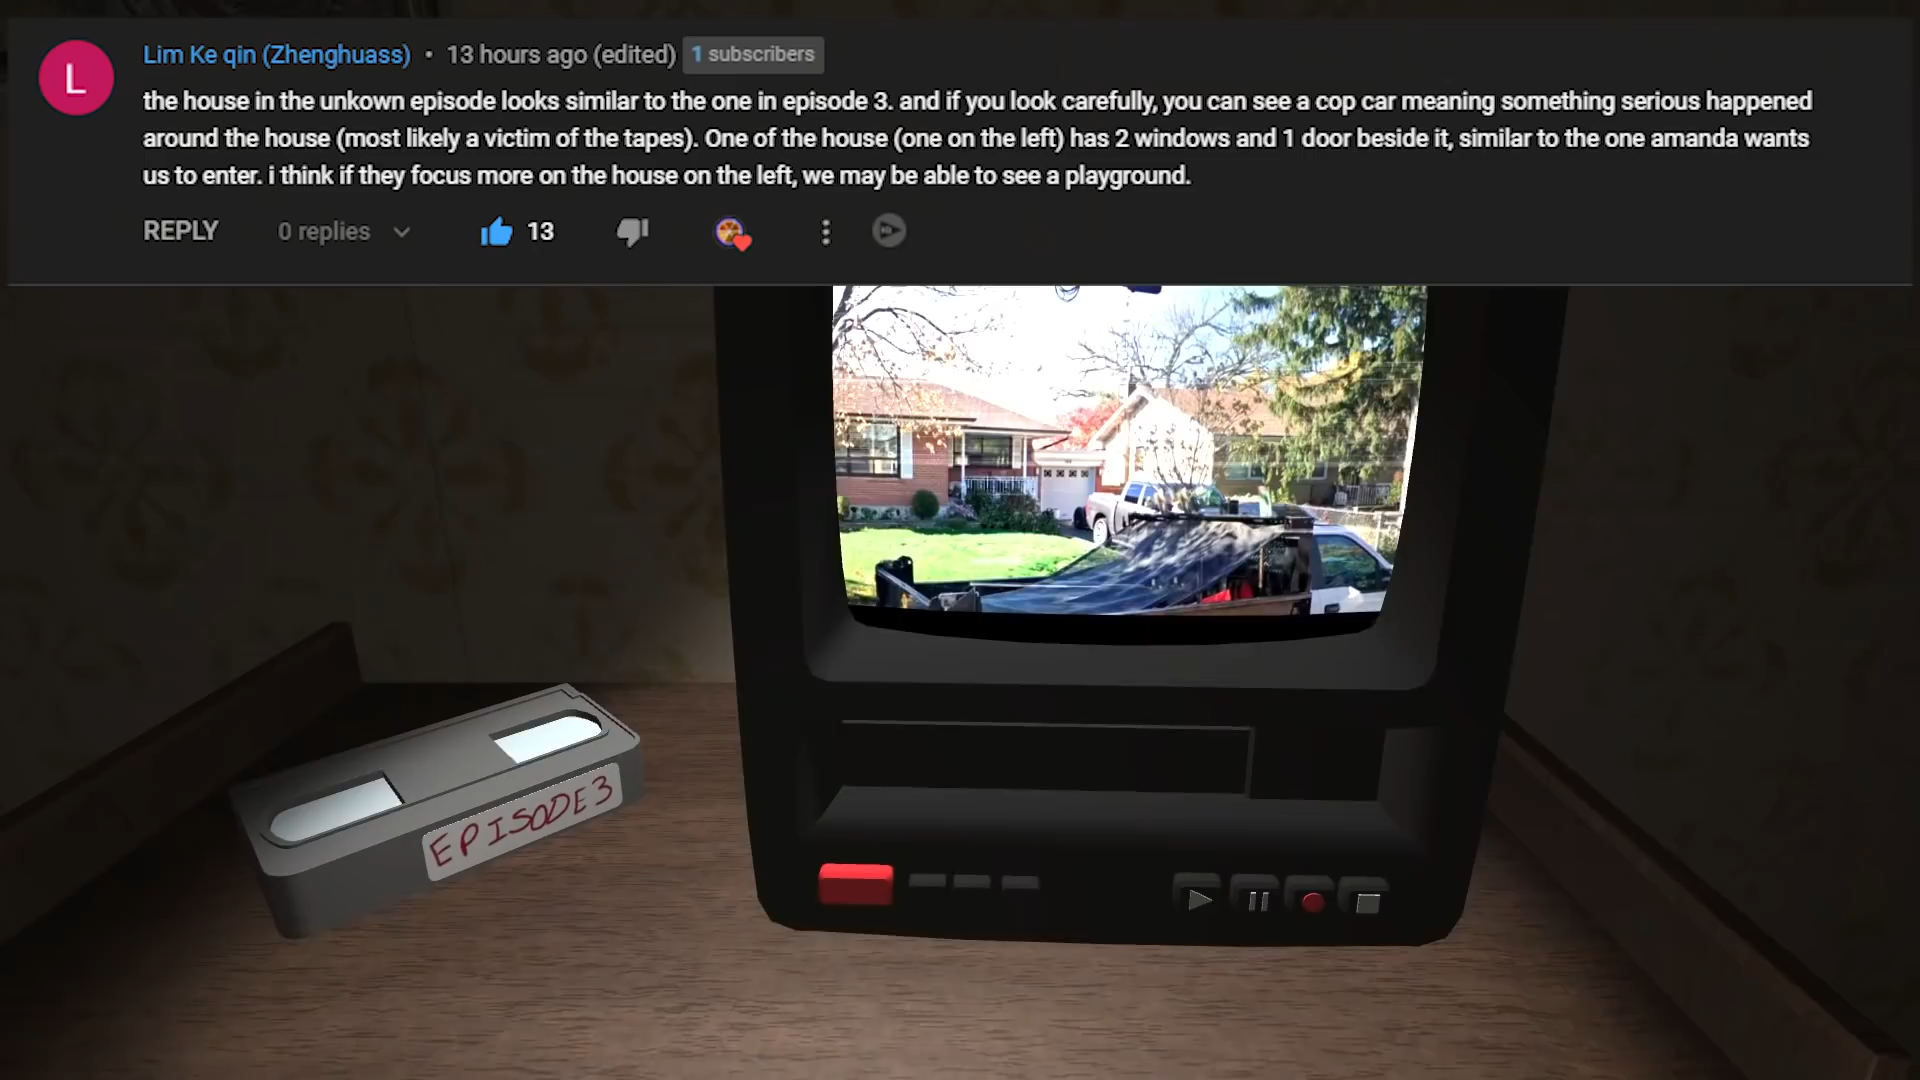 L
Lim Ke qin (Zhenghuass) • 13 hours ago (edited) 1 subscribers
the house in the unkown episode looks similar to the one in episode 3. and if you look carefully, you can see a cop car meaning something serious happened
around the house (most likely a victim of the tapes). One of the house (one on the left) has 2 windows and 1 door beside it, similar to the one amanda wants
us to enter. i think if they focus more on the house on the left, we may be able to see a playground.
REPLY 0 replies 13
EPISODE 3